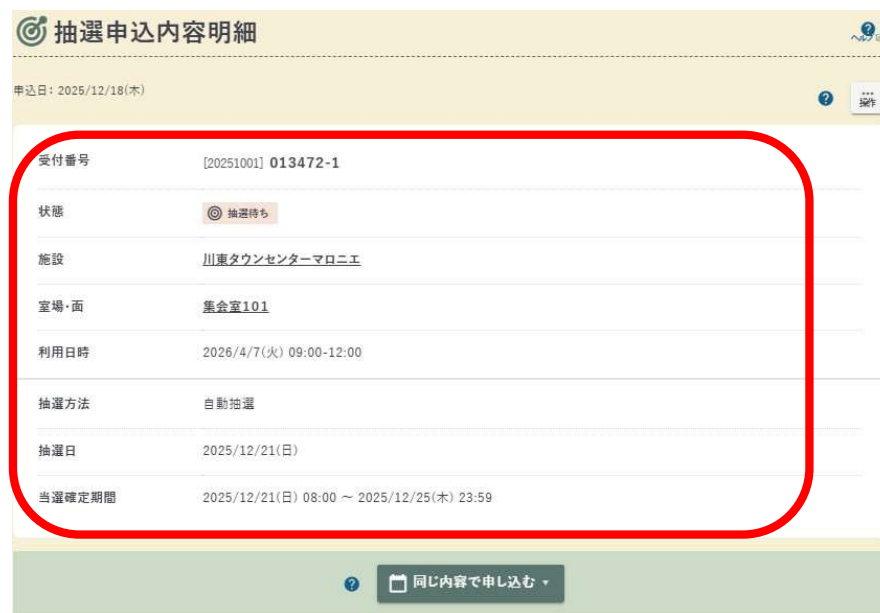 抽選申込内容明細
ヘルプ
申込日: 2025/12/18(木)
操作
受付番号 [20251001] 013472-1
状態 抽選待ち
施設 川東タウンセンターマロニエ
室場・面 集会室101
利用日時 2026/4/7(火) 09:00-12:00
抽選方法 自動抽選
抽選日 2025/12/21(日)
当選確定期間 2025/12/21(日) 08:00 ～ 2025/12/25(木) 23:59
同じ内容で申し込む